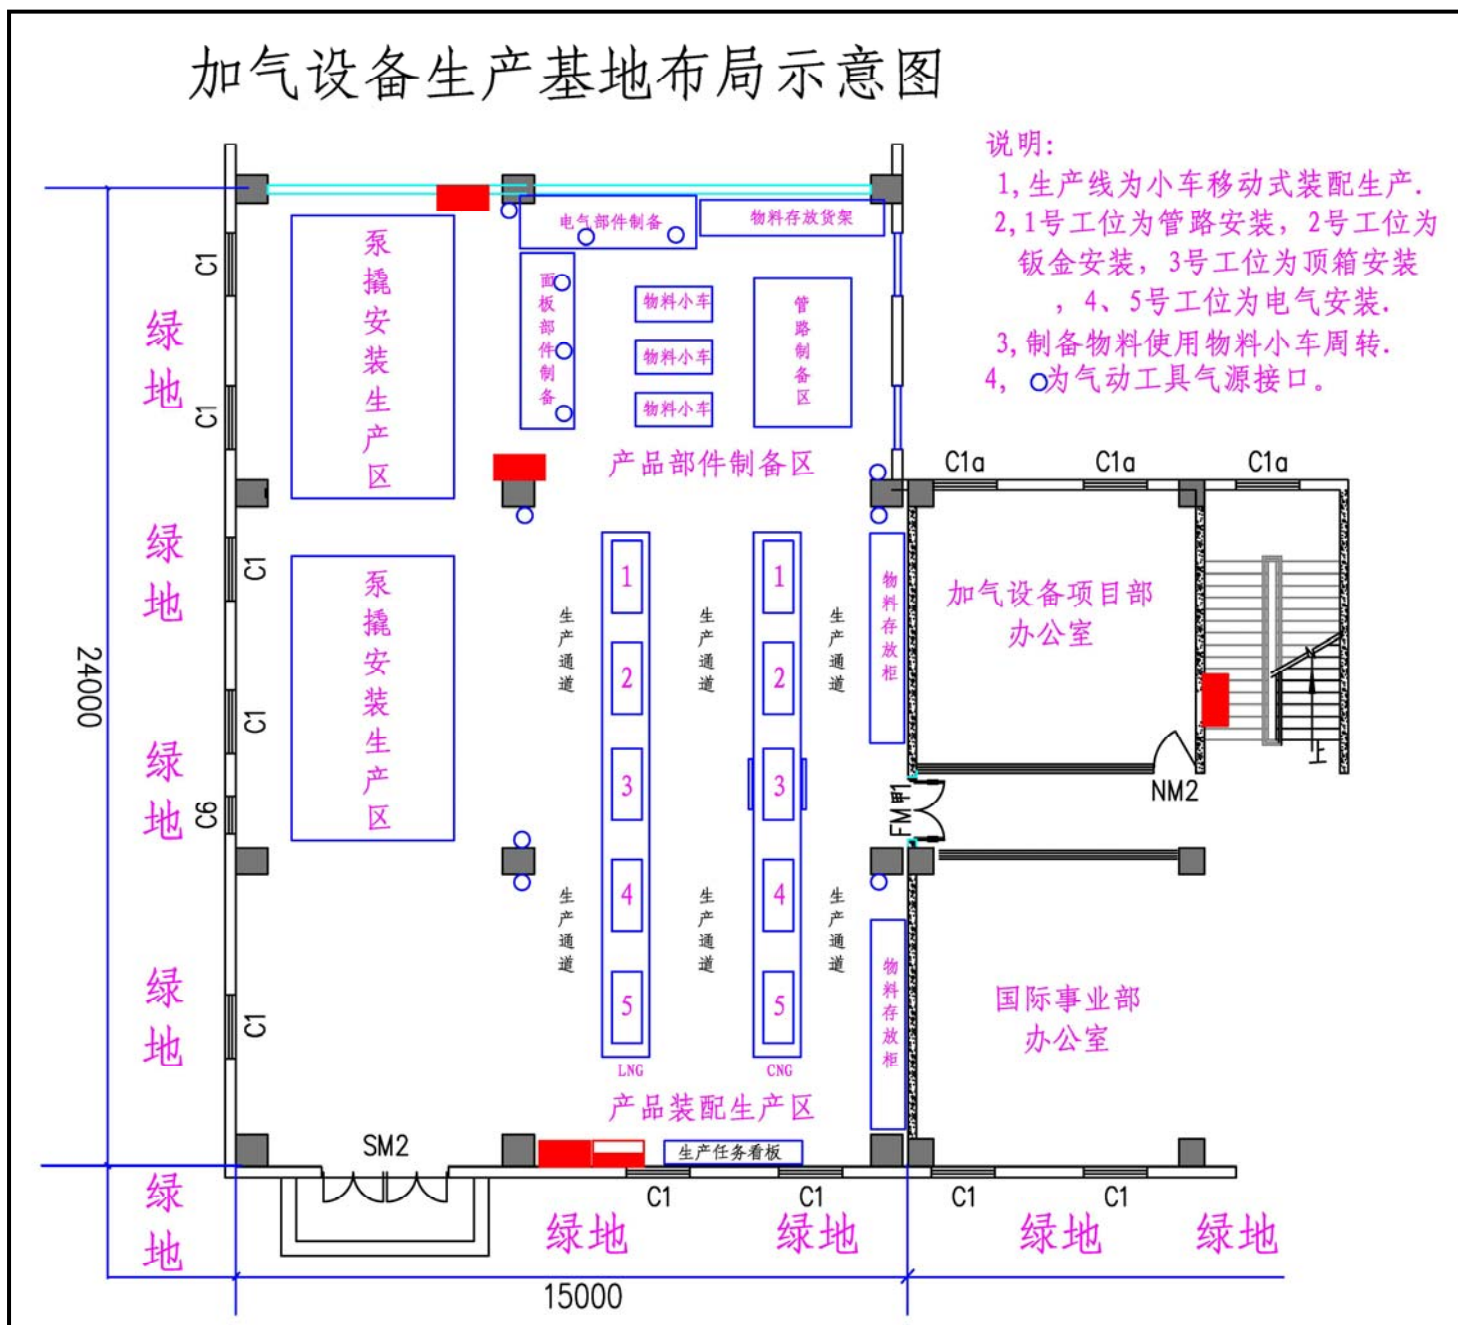 加气设备生产基地布局示意图
说明:
1,生产线为小车移动式装配生产.
2,1号工位为管路安装，2号工位为
钣金安装，3号工位为顶箱安装
，4、5号工位为电气安装.
3,制备物料使用物料小车周转.
4, 为气动工具气源接口。
电气部件制备
物料存放货架
泵撬安装生产区
面板部件制备
物料小车
物料小车
物料小车
管路制备区
产品部件制备区
C1
C1
绿地
C1a
C1a
C1a
泵撬安装生产区
绿地
C1
C1
C6
绿地
24000
1
2
3
4
5
LNG
1
2
3
4
5
CNG
生产通道
生产通道
生产通道
生产通道
生产通道
生产通道
物料存放柜
物料存放柜
加气设备项目部
办公室
上
NM2
FM甲1
国际事业部
办公室
绿地
C1
产品装配生产区
生产任务看板
SM2
C1
C1
C1
C1
绿地
绿地
绿地
绿地
绿地
15000